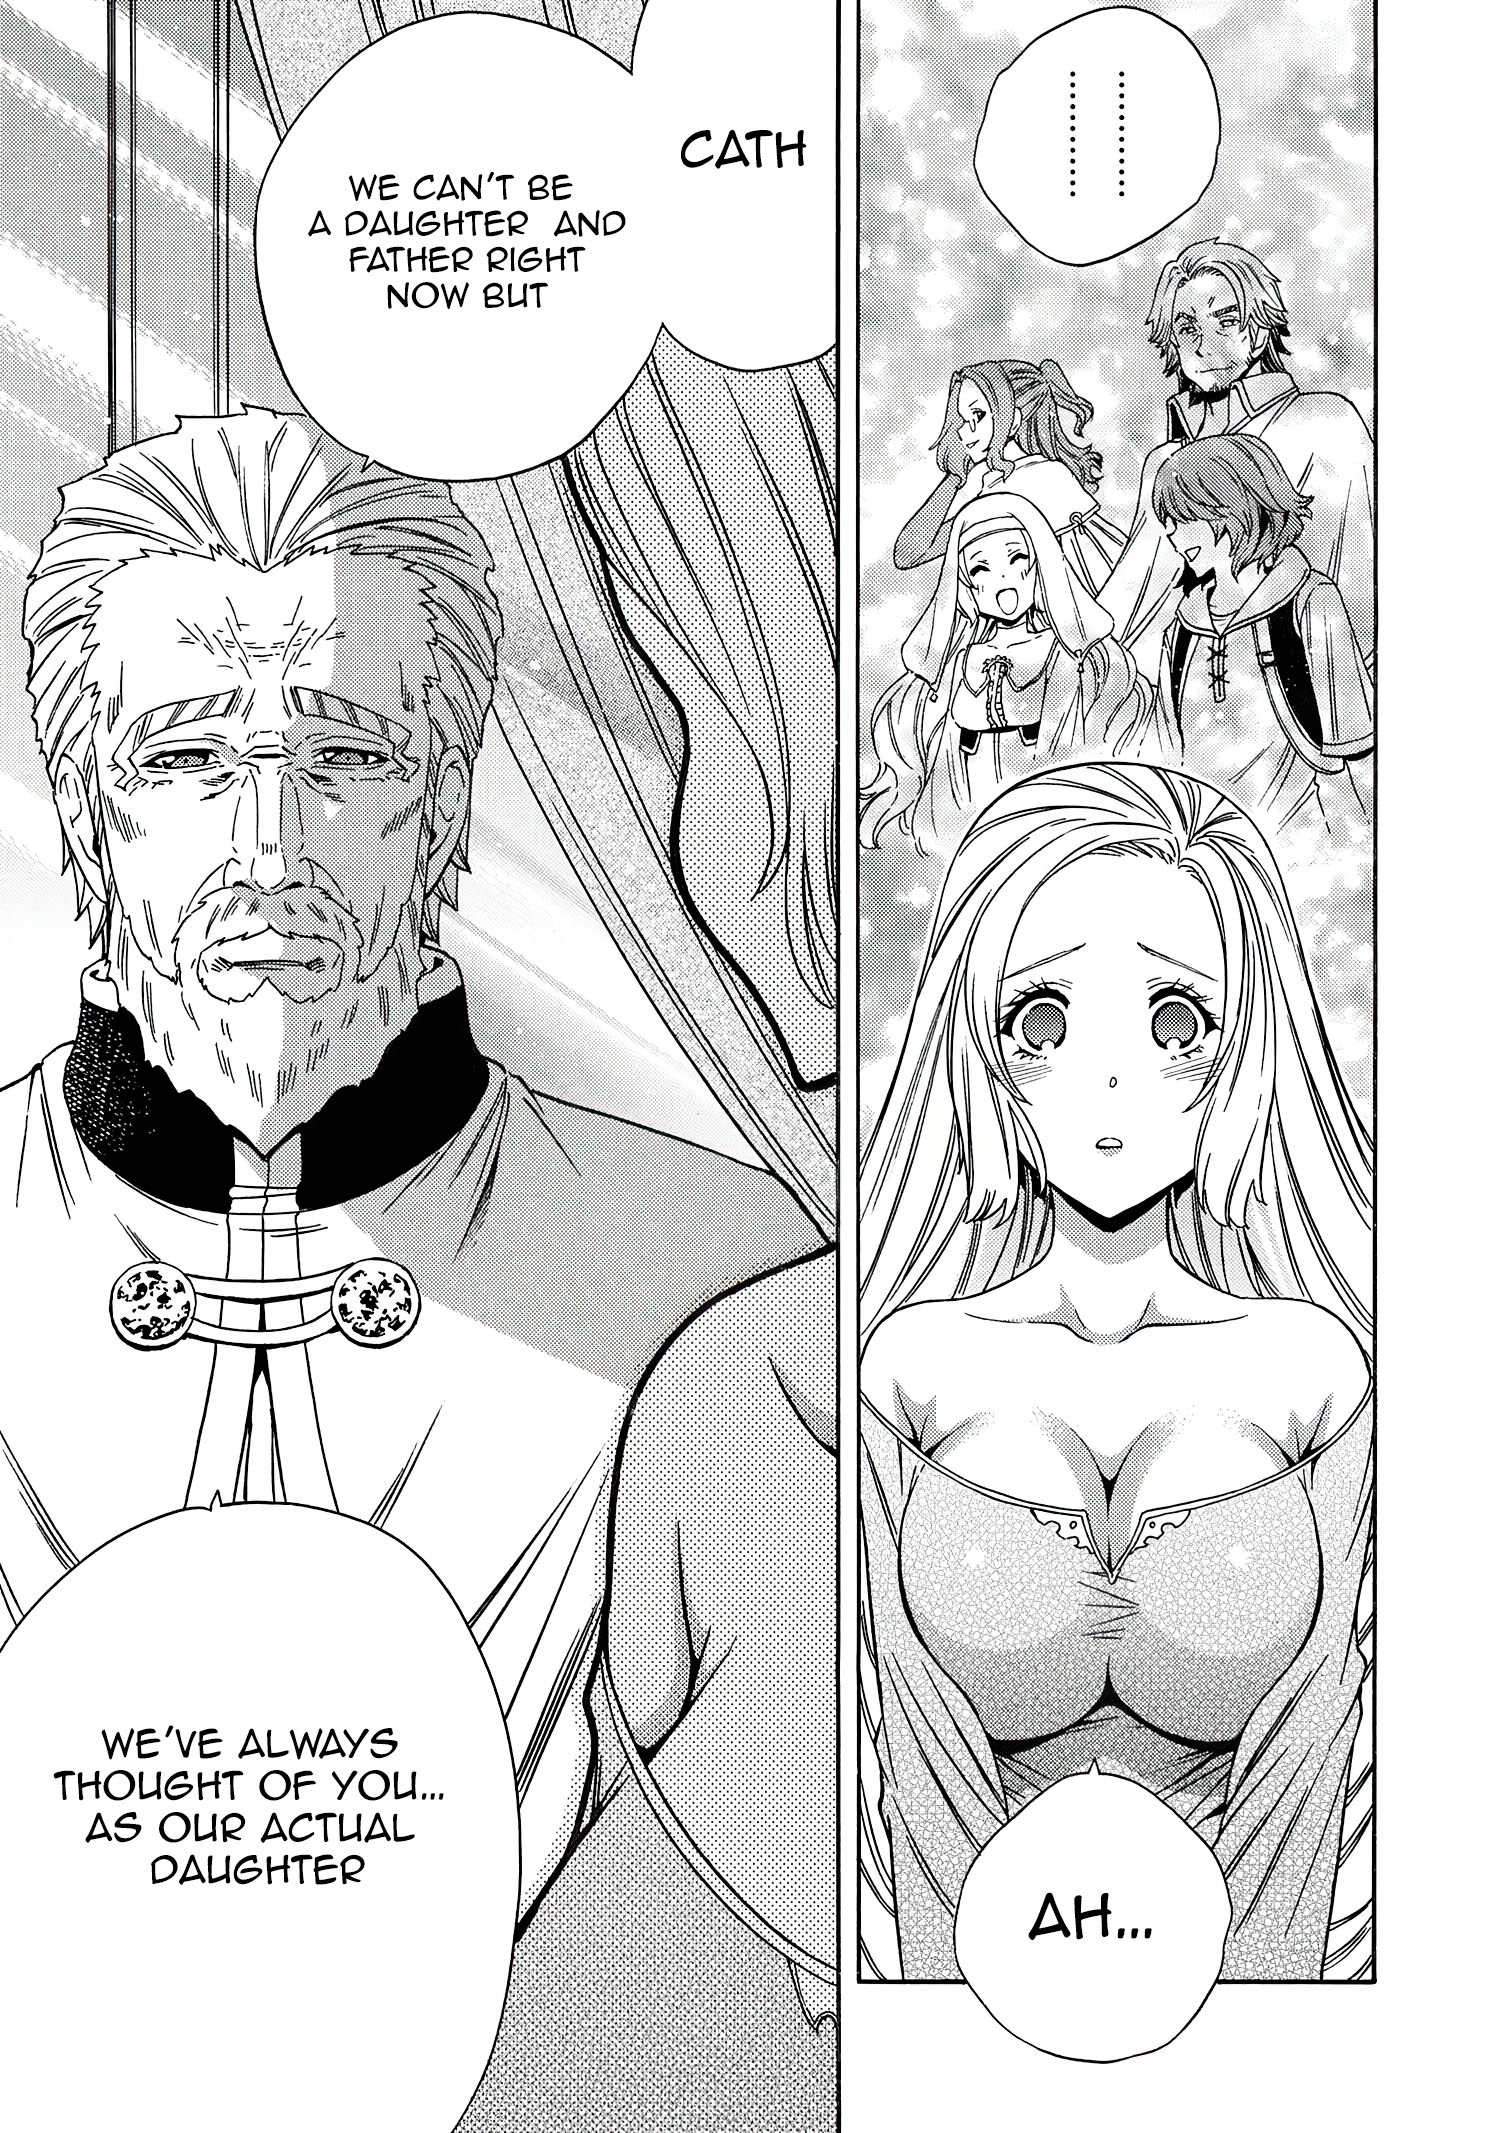 ⋯⋯
⋯⋯
AH...
CATH
WE CAN'T BE
A DAUGHTER AND
FATHER RIGHT
NOW BUT
WE'VE ALWAYS
THOUGHT OF YOU...
AS OUR ACTUAL
DAUGHTER